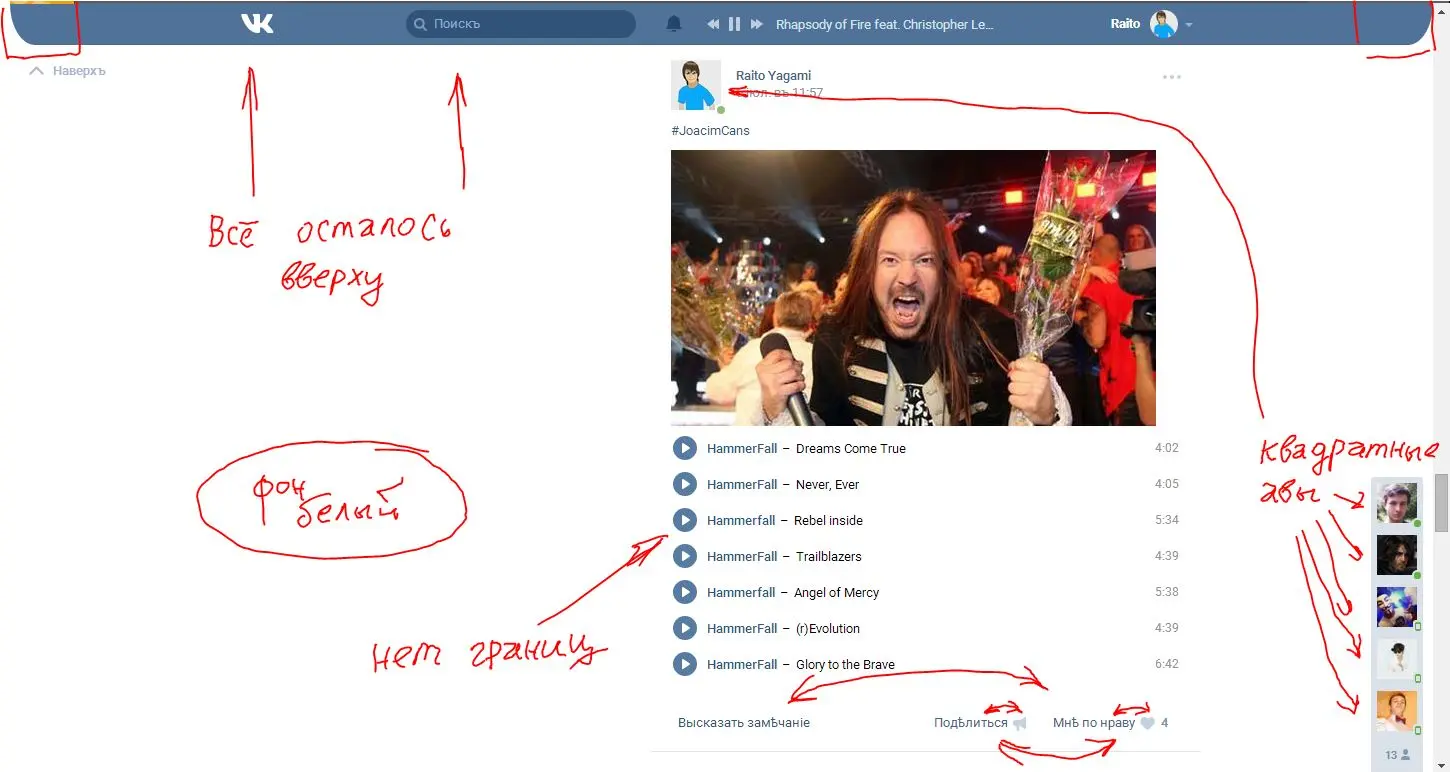 VK
Поискъ
Rhapsody of Fire feat. Christopher Le...
Raito
Наверхъ
Raito Yagami
юл. въ 11:57
#JoacimCans
Всё осталось
вверху
фон
белый
квадратные
авы
HammerFall – Dreams Come True 4:02
HammerFall – Never, Ever 4:05
Hammerfall – Rebel inside 5:34
HammerFall – Trailblazers 4:39
Hammerfall – Angel of Mercy 5:38
HammerFall – (r)Evolution 4:39
HammerFall – Glory to the Brave 6:42
нет границ
Высказать замѣчаніе
Подѣлиться
Мнѣ по нраву 4
13